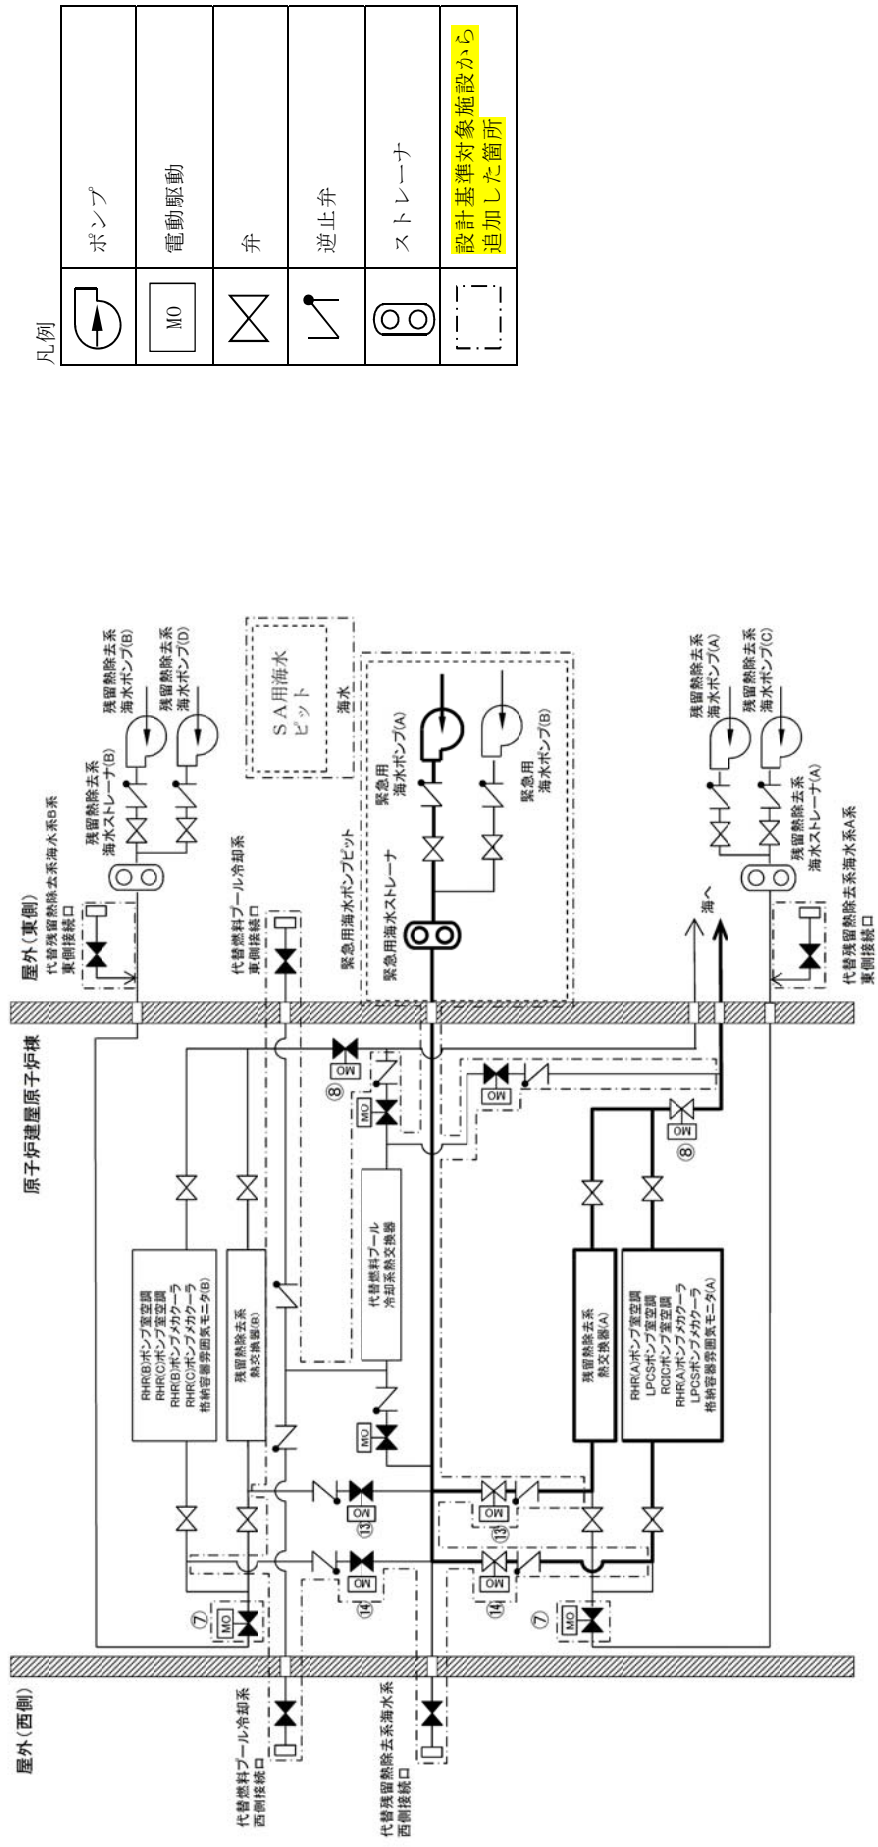 凡例
ポンプ
MO
電動駆動
弁
逆止弁
ストレーナ
設計基準対象施設から
追加した箇所
屋外(東側)
代替残留熱除去系海水系B系
東側接続口
残留熱除去系
海水ストレーナ(B)
残留熱除去系
海水ポンプ(B)
残留熱除去系
海水ポンプ(D)
代替燃料プール冷却系
東側接続口
SA用海水
ピット
海水
緊急用海水ポンプピット
緊急用海水ストレーナ
緊急用
海水ポンプ(A)
緊急用
海水ポンプ(B)
残留熱除去系
海水ポンプ(A)
残留熱除去系
海水ポンプ(C)
残留熱除去系
海水ストレーナ(A)
海へ
代替残留熱除去系海水系A系
東側接続口
原子炉建屋原子炉棟
RHR(B)ポンプ室空調
RHR(C)ポンプ室空調
RHR(B)ポンプメカクーラ
RHR(C)ポンプメカクーラ
格納容器雰囲気モニタ(B)
残留熱除去系
熱交換器(B)
⑧
MO
MO
代替燃料プール
冷却系熱交換器
MO
MO
MO
⑧
残留熱除去系
熱交換器(A)
RHR(A)ポンプ室空調
LPCSポンプ室空調
RCICポンプ室空調
RHR(A)ポンプメカクーラ
LPCSポンプメカクーラ
格納容器雰囲気モニタ(A)
MO
⑬
MO
⑬
MO
⑭
MO
⑭
⑦
MO
⑦
MO
屋外(西側)
代替燃料プール冷却系
西側接続口
代替残留熱除去系海水系
西側接続口